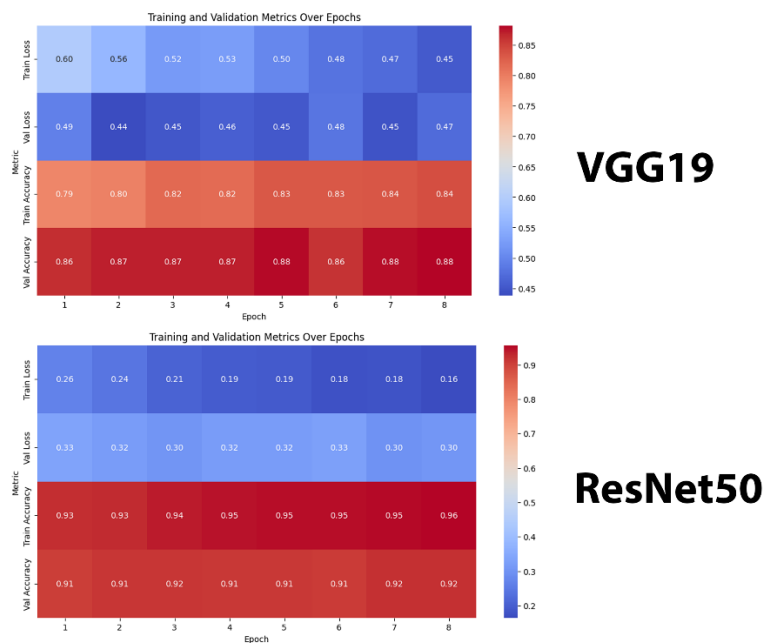 Training and Validation Metrics Over Epochs
Train Loss
0.60 0.56 0.52 0.53 0.50 0.48 0.47 0.45
Val Loss
0.49 0.44 0.45 0.46 0.45 0.48 0.45 0.47
Metric
Train Accuracy
0.79 0.80 0.82 0.82 0.83 0.83 0.84 0.84
Val Accuracy
0.86 0.87 0.87 0.87 0.88 0.86 0.88 0.88
1 2 3 4 5 6 7 8
Epoch
0.85
0.80
0.75
0.70
0.65
0.60
0.55
0.50
0.45
VGG19
Training and Validation Metrics Over Epochs
Train Loss
0.26 0.24 0.21 0.19 0.19 0.18 0.18 0.16
Val Loss
0.33 0.32 0.30 0.32 0.32 0.33 0.30 0.30
Metric
Train Accuracy
0.93 0.93 0.94 0.95 0.95 0.95 0.95 0.96
Val Accuracy
0.91 0.91 0.92 0.91 0.91 0.91 0.92 0.92
1 2 3 4 5 6 7 8
Epoch
0.9
0.8
0.7
0.6
0.5
0.4
0.3
0.2
ResNet50